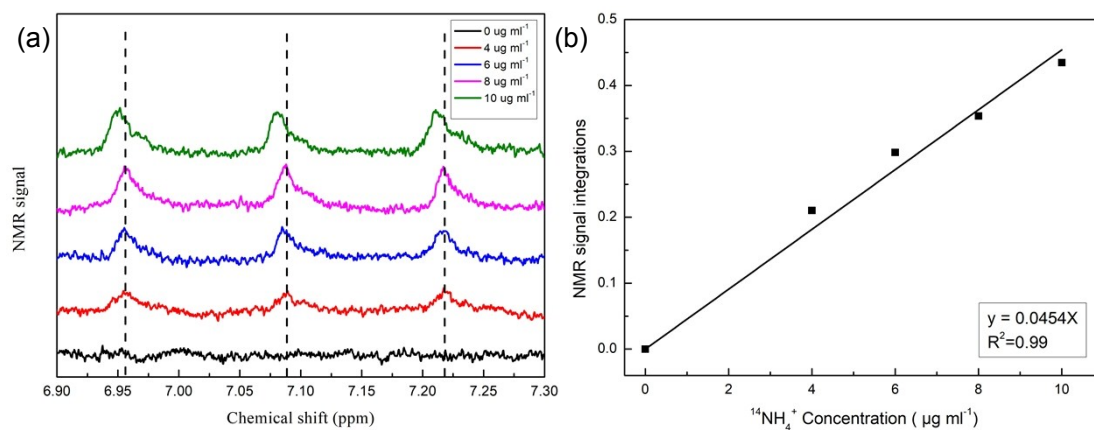 (a)
0 ug ml⁻¹
4 ug ml⁻¹
6 ug ml⁻¹
8 ug ml⁻¹
10 ug ml⁻¹
NMR signal
6.90 6.95 7.00 7.05 7.10 7.15 7.20 7.25 7.30
Chemical shift (ppm)
(b)
0.5
0.4
0.3
0.2
0.1
0.0
NMR signal integrations
y = 0.0454X
R²=0.99
0 2 4 6 8 10
¹⁴NH₄⁺ Concentration ( μg ml⁻¹)